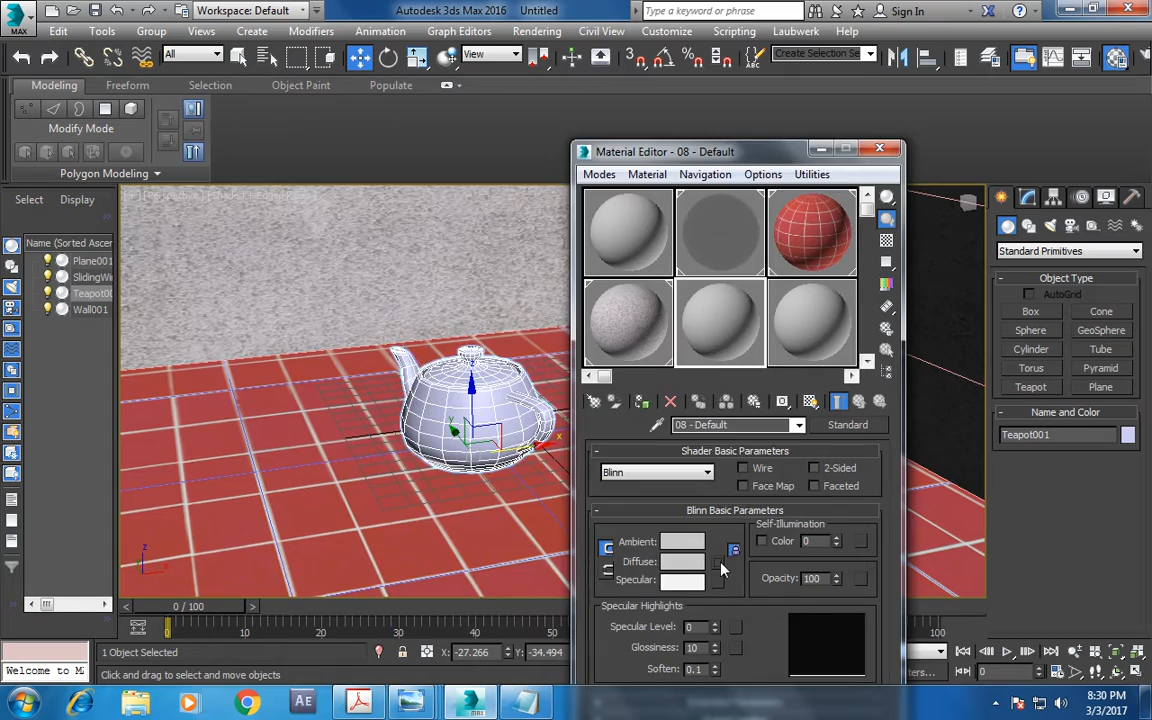 Workspace: Default
Autodesk 3ds Max 2016
Untitled
Type a keyword or phrase
Sign In
MAX
Edit
Tools
Group
Views
Create
Modifiers
Animation
Graph Editors
Rendering
Civil View
Customize
Scripting
Laubwerk
Help
All
View
Create Selection Se
Modeling
Freeform
Selection
Object Paint
Populate
Modify Mode
Polygon Modeling
Select
Display
Name (Sorted Ascer
Plane001
SlidingWir
Teapot00
Wall001
Material Editor - 08 - Default
Modes
Material
Navigation
Options
Utilities
08 - Default
Standard
Shader Basic Parameters
Blinn
Wire
2-Sided
Face Map
Faceted
Blinn Basic Parameters
Self-Illumination
Ambient:
Color
0
Diffuse:
Specular:
Opacity:
100
Specular Highlights
Specular Level:
0
Glossiness:
10
Soften:
0.1
Standard Primitives
Object Type
AutoGrid
Box
Cone
Sphere
GeoSphere
Cylinder
Tube
Torus
Pyramid
Teapot
Plane
Name and Color
Teapot001
z
y
x
0 / 100
0
10
20
30
40
50
100
1 Object Selected
X:
-27.266
Y:
-34.494
Welcome to M
Click and drag to select and move objects
ters...
0
8:30 PM
3/3/2017